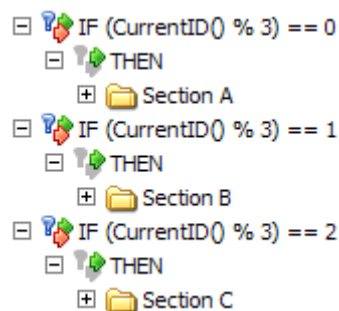 IF (CurrentID() % 3) == 0
THEN
Section A
IF (CurrentID() % 3) == 1
THEN
Section B
IF (CurrentID() % 3) == 2
THEN
Section C